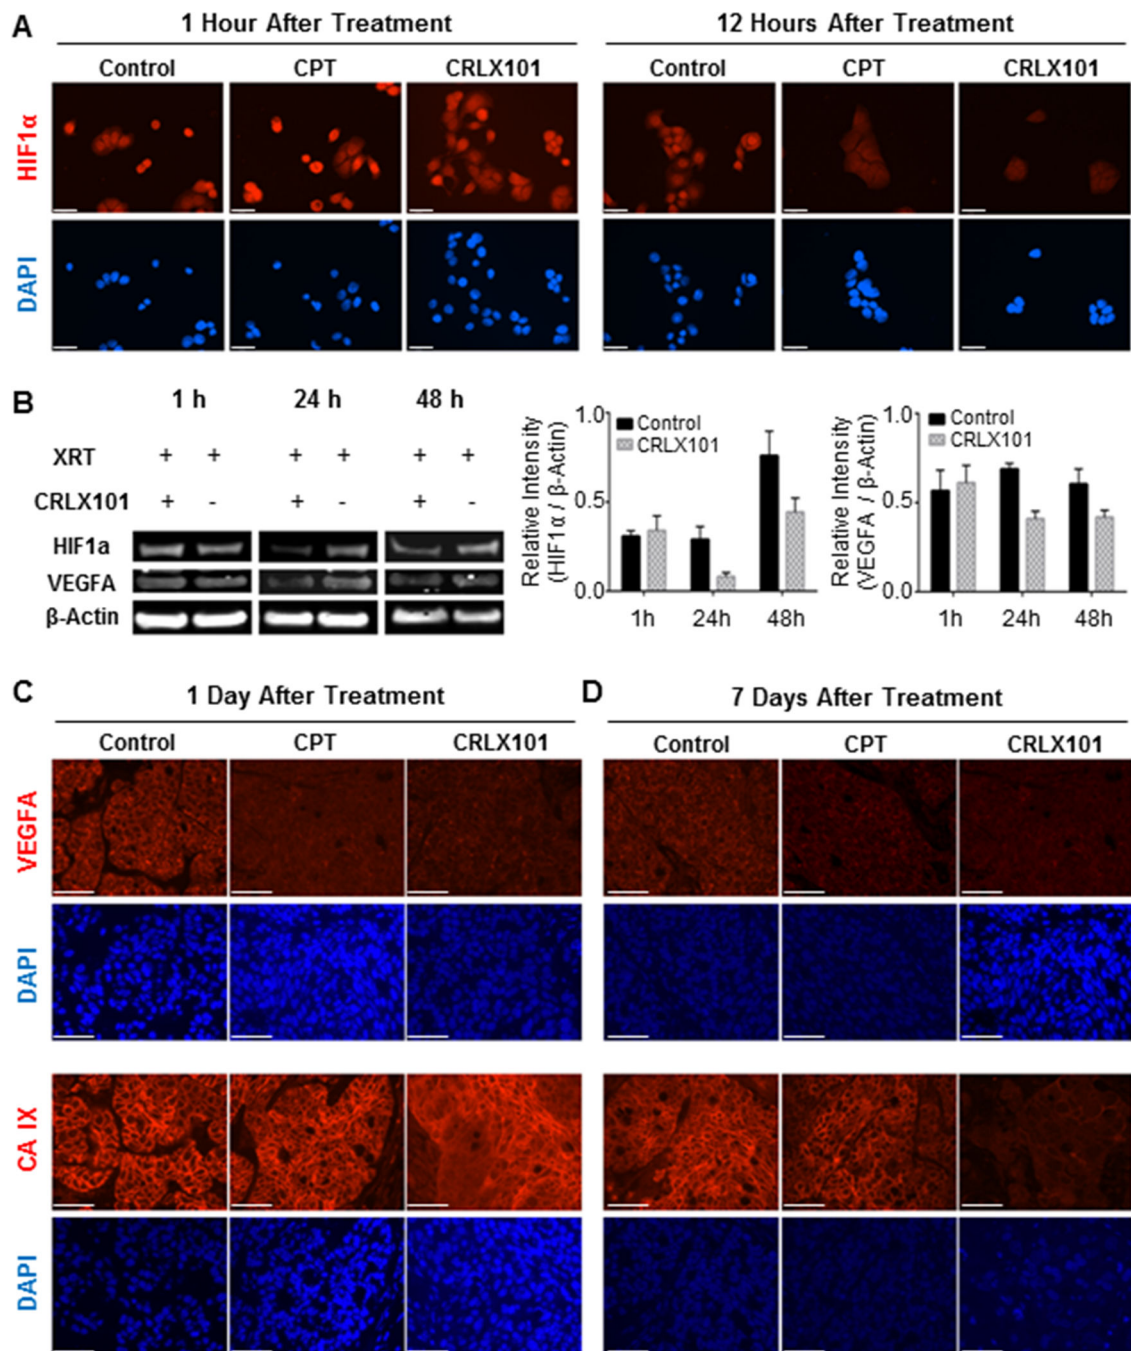 A
1 Hour After Treatment
12 Hours After Treatment
Control CPT CRLX101
Control CPT CRLX101
HIF1α
DAPI
B
1 h 24 h 48 h
XRT + + + + + +
CRLX101 + - + - + -
HIF1a
VEGFA
β-Actin
Relative Intensity
(HIF1α / β-Actin)
1.0
0.5
0.0
Control
CRLX101
1h 24h 48h
Relative Intensity
(VEGFA / β-Actin)
1.0
0.5
0.0
Control
CRLX101
1h 24h 48h
C
1 Day After Treatment
Control CPT CRLX101
D
7 Days After Treatment
Control CPT CRLX101
VEGFA
DAPI
CA IX
DAPI